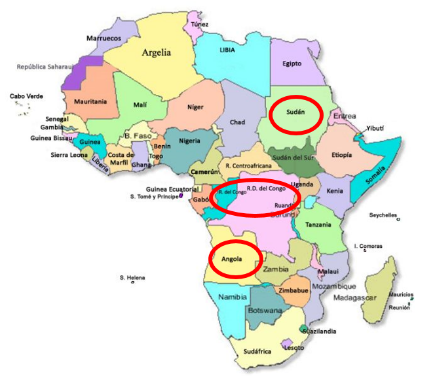 Túnez
Marruecos
Argelia
LIBIA
Egipto
República Saharaui
Cabo Verde
Mauritania
Malí
Níger
Chad
Sudán
Eritrea
Yibutí
Senegal
Gambia
Guinea Bissau
Guinea
Sierra Leona
Liberia
Costa de
Marfil
B. Faso
Ghana
Togo
Benin
Nigeria
Camerún
R. Centroafricana
Sudán del Sur
Etiopía
Somalia
Guinea Ecuatorial
S. Tomé y Príncipe
Gabón
R. del Congo
R.D. del Congo
Uganda
Ruanda
Burundi
Kenia
Tanzania
Seychelles
I. Comoras
Angola
Zambia
Malaui
Mozambique
Madagascar
Mauricios
Reunión
S. Helena
Zimbabue
Namibia
Botswana
Suazilandia
Lesoto
Sudáfrica